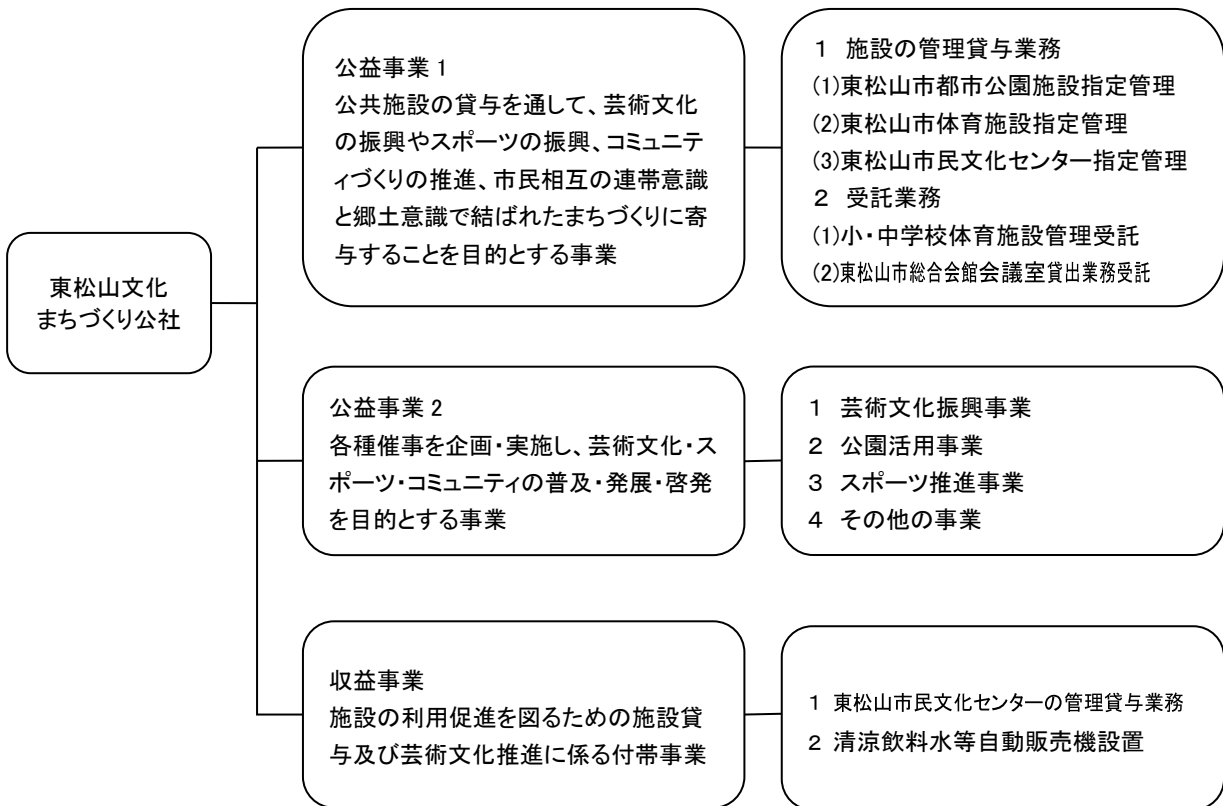 東松山文化
まちづくり公社
公益事業 1
公共施設の貸与を通して、芸術文化
の振興やスポーツの振興、コミュニテ
ィづくりの推進、市民相互の連帯意識
と郷土意識で結ばれたまちづくりに寄
与することを目的とする事業
1 施設の管理貸与業務
(1)東松山市都市公園施設指定管理
(2)東松山市体育施設指定管理
(3)東松山市民文化センター指定管理
2 受託業務
(1)小・中学校体育施設管理受託
(2)東松山市総合会館会議室貸出業務受託
公益事業 2
各種催事を企画・実施し、芸術文化・ス
ポーツ・コミュニティの普及・発展・啓発
を目的とする事業
1 芸術文化振興事業
2 公園活用事業
3 スポーツ推進事業
4 その他の事業
収益事業
施設の利用促進を図るための施設貸
与及び芸術文化推進に係る付帯事業
1 東松山市民文化センターの管理貸与業務
2 清涼飲料水等自動販売機設置